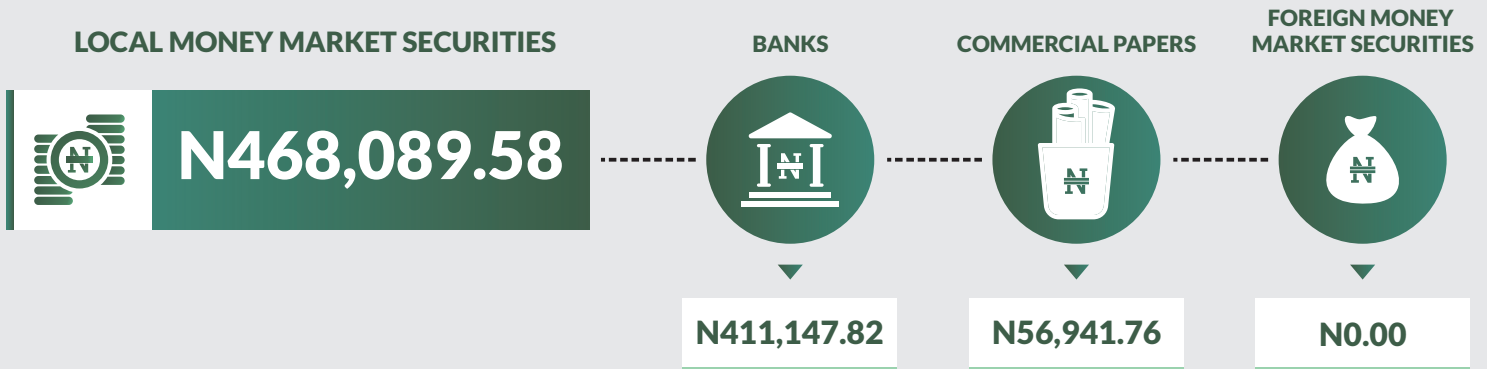 LOCAL MONEY MARKET SECURITIES
N468,089.58
BANKS
N411,147.82
COMMERCIAL PAPERS
N56,941.76
FOREIGN MONEY
MARKET SECURITIES
N0.00